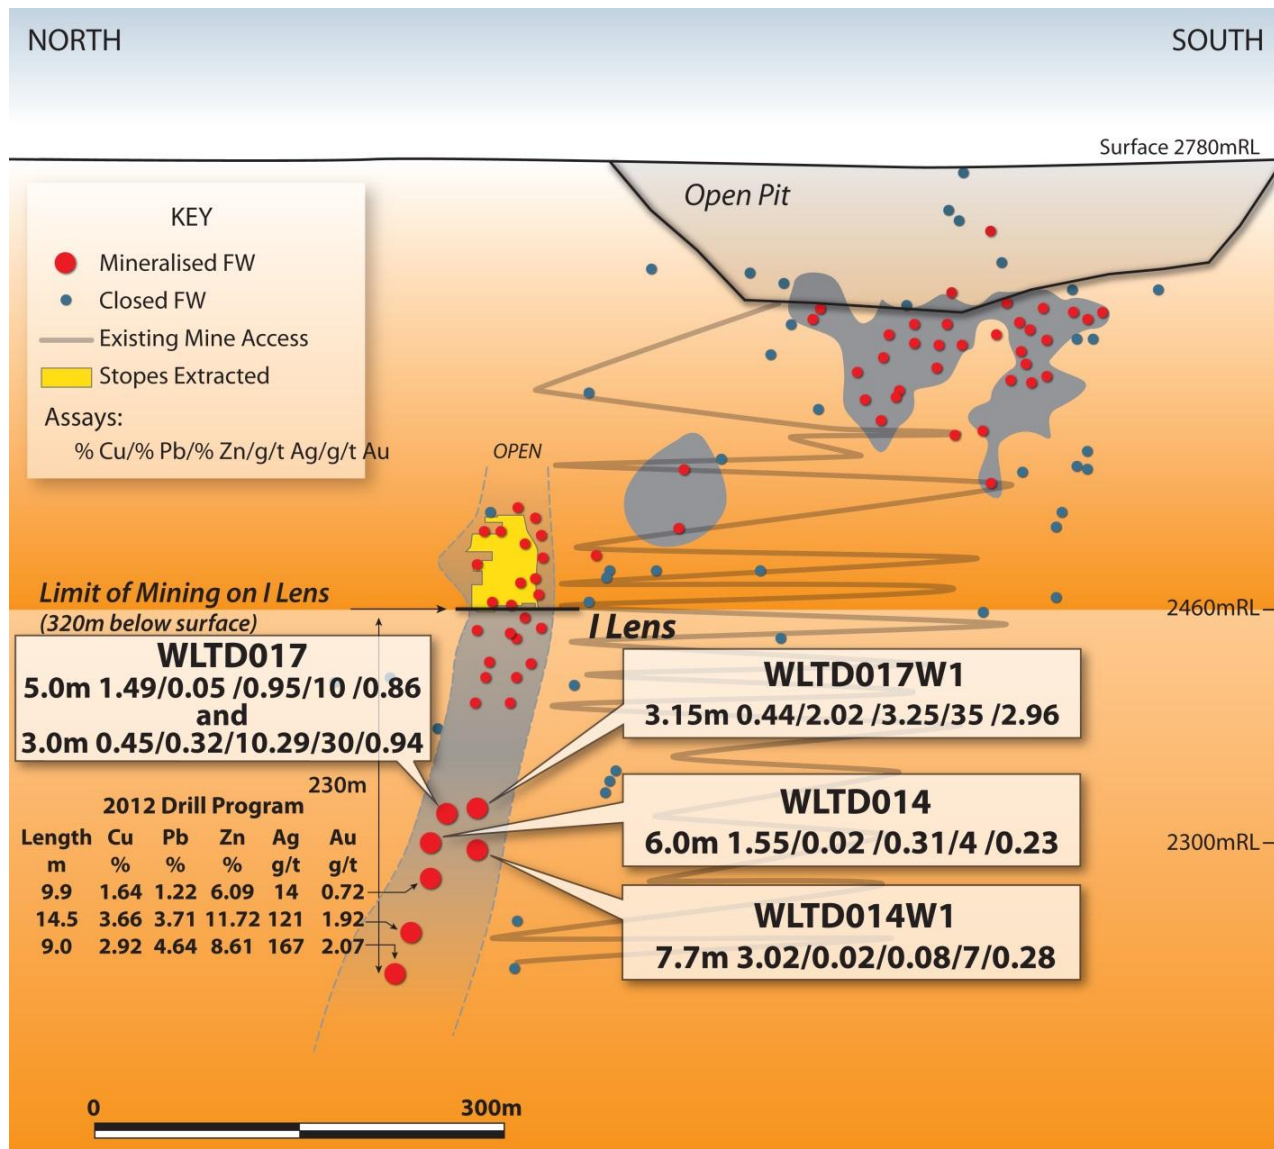 NORTH
SOUTH
Surface 2780mRL
Open Pit
KEY
Mineralised FW
Closed FW
Existing Mine Access
Stopes Extracted
Assays:
% Cu/% Pb/% Zn/g/t Ag/g/t Au
OPEN
Limit of Mining on I Lens
(320m below surface)
2460mRL
I Lens
WLTD017
5.0m 1.49/0.05 /0.95/10 /0.86
and
3.0m 0.45/0.32/10.29/30/0.94
WLTD017W1
3.15m 0.44/2.02 /3.25/35 /2.96
230m
WLTD014
6.0m 1.55/0.02 /0.31/4 /0.23
2300mRL
WLTD014W1
7.7m 3.02/0.02/0.08/7/0.28
2012 Drill Program
Length Cu Pb Zn Ag Au
m % % % g/t g/t
9.9 1.64 1.22 6.09 14 0.72
14.5 3.66 3.71 11.72 121 1.92
9.0 2.92 4.64 8.61 167 2.07
0 300m